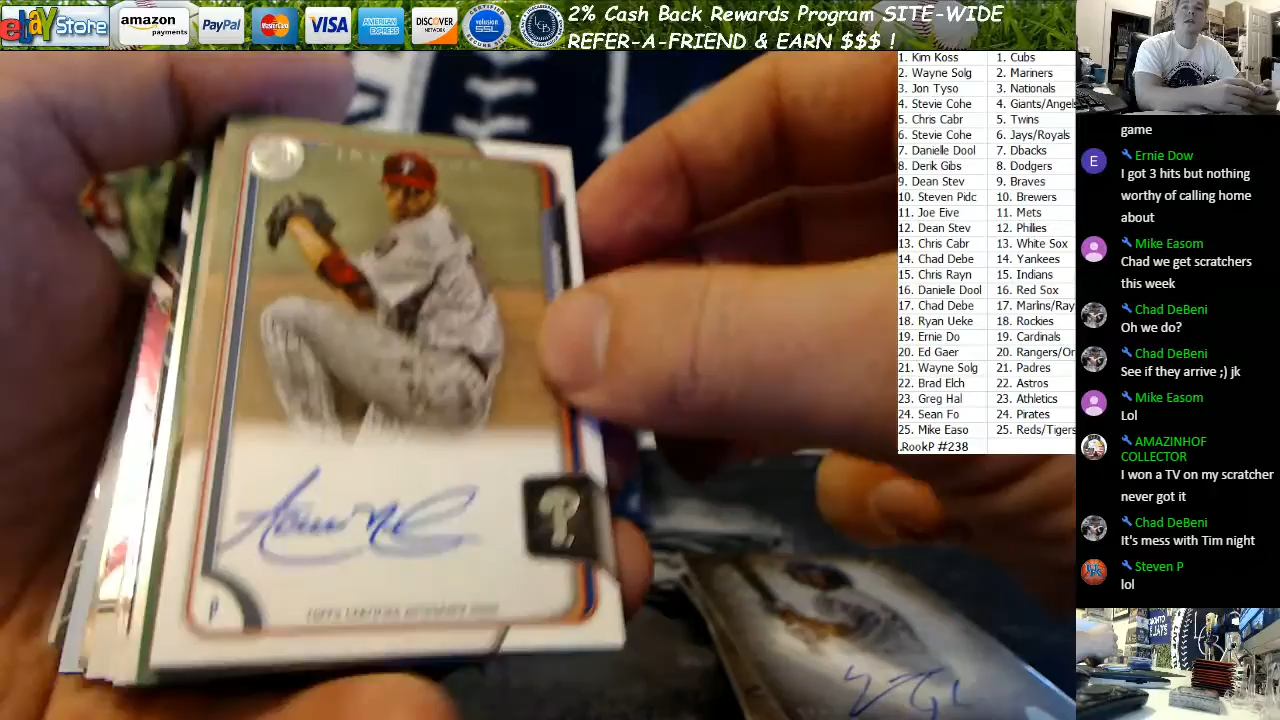 ebay Store
amazon
payments
PayPal
MasterCard
VISA
AMERICAN
EXPRESS
DISCOVER
NETWORK
volusion
SSL
2% Cash Back Rewards Program SITE-WIDE
REFER-A-FRIEND & EARN $$$ !
1. Kim Koss 1. Cubs
2. Wayne Solg 2. Mariners
3. Jon Tyso 3. Nationals
4. Stevie Cohe 4. Giants/Angels
5. Chris Cabr 5. Twins
6. Stevie Cohe 6. Jays/Royals
7. Danielle Dool 7. Dbacks
8. Derik Gibs 8. Dodgers
9. Dean Stev 9. Braves
10. Steven Pidc 10. Brewers
11. Joe Eive 11. Mets
12. Dean Stev 12. Phillies
13. Chris Cabr 13. White Sox
14. Chad Debe 14. Yankees
15. Chris Rayn 15. Indians
16. Danielle Dool 16. Red Sox
17. Chad Debe 17. Marlins/Ray
18. Ryan Ueke 18. Rockies
19. Ernie Do 19. Cardinals
20. Ed Gaer 20. Rangers/Or
21. Wayne Solg 21. Padres
22. Brad Elch 22. Astros
23. Greg Hal 23. Athletics
24. Sean Fo 24. Pirates
25. Mike Easo 25. Reds/Tigers
.RookP #238
game
E
Ernie Dow
I got 3 hits but nothing
worthy of calling home
about
Mike Easom
Chad we get scratchers
this week
Chad DeBeni
Oh we do?
Chad DeBeni
See if they arrive ;) jk
Mike Easom
Lol
AMAZINHOF
COLLECTOR
I won a TV on my scratcher
never got it
Chad DeBeni
It's mess with Tim night
Steven P
lol
P
P